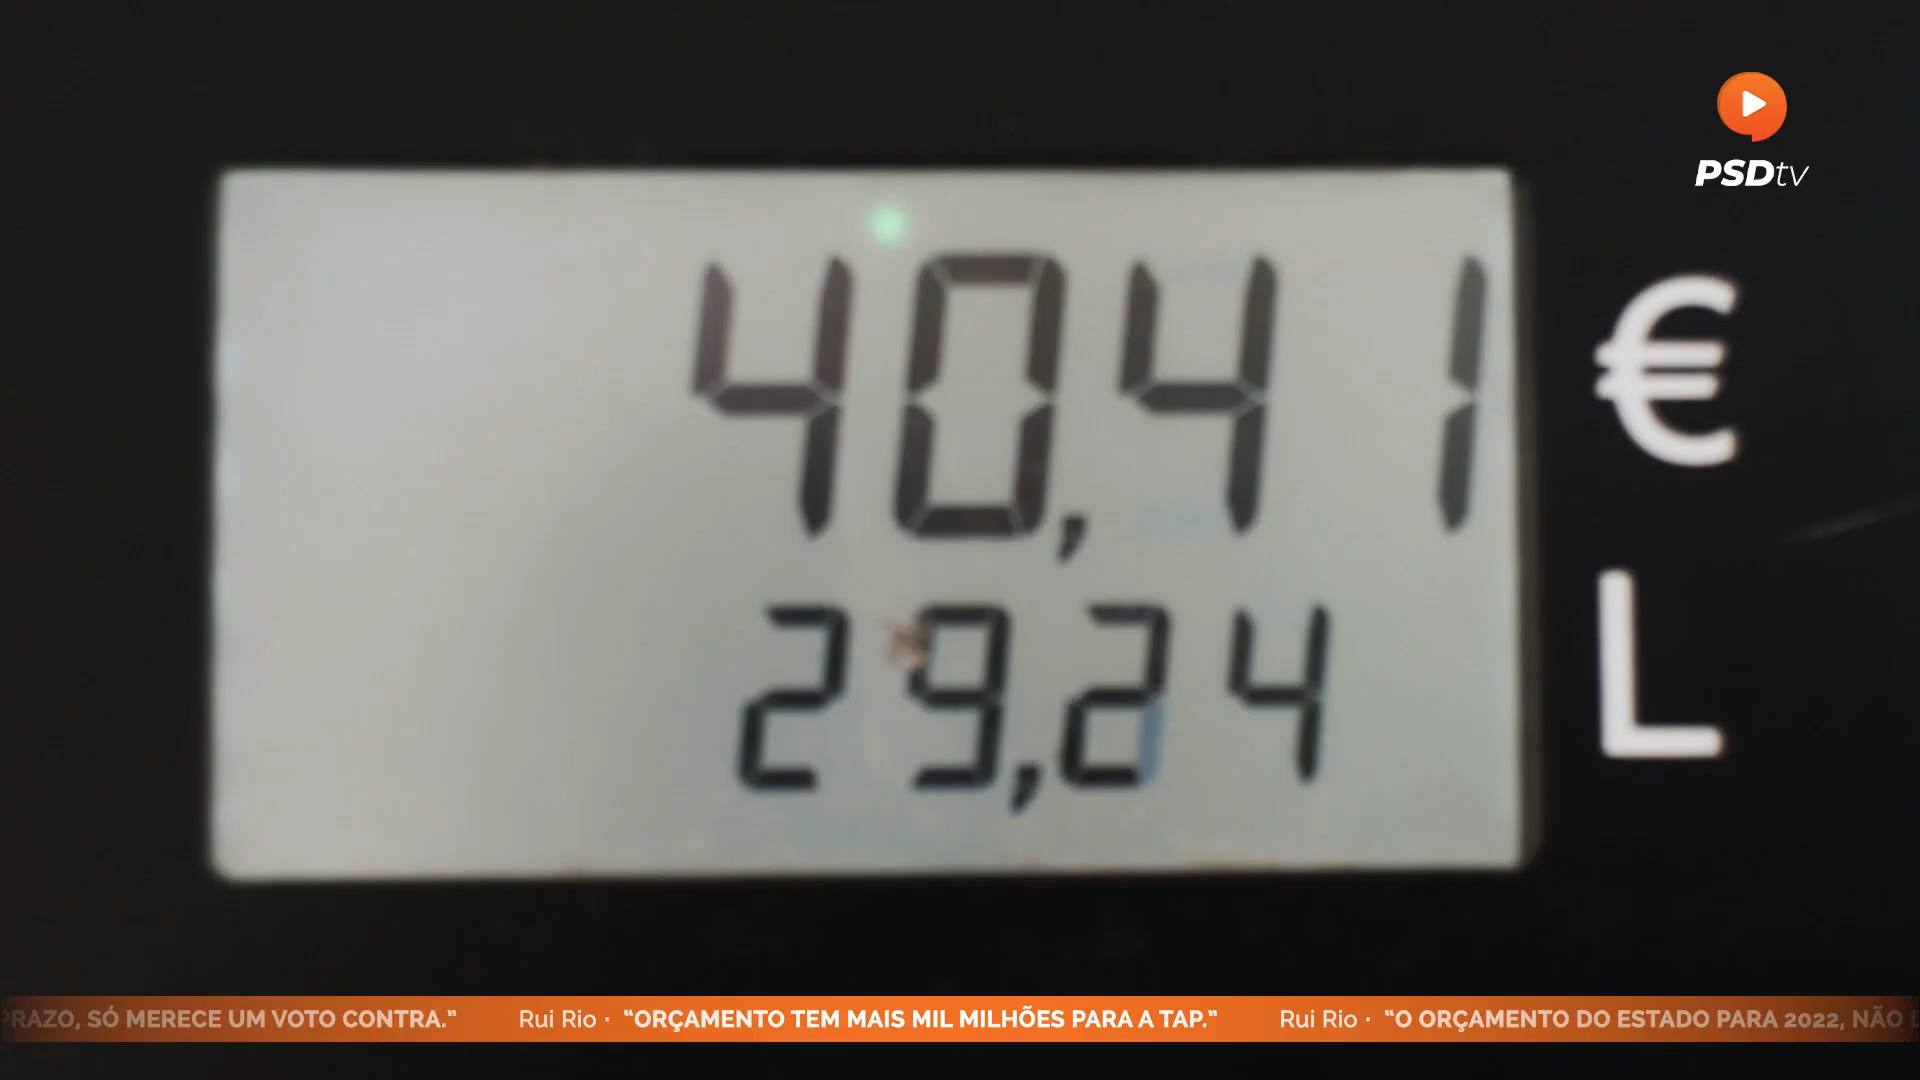 PSDtv
40,41 €
29,24 L
PRAZO, SÓ MERECE UM VOTO CONTRA.” Rui Rio · “ORÇAMENTO TEM MAIS MIL MILHÕES PARA A TAP.” Rui Rio · “O ORÇAMENTO DO ESTADO PARA 2022, NÃO